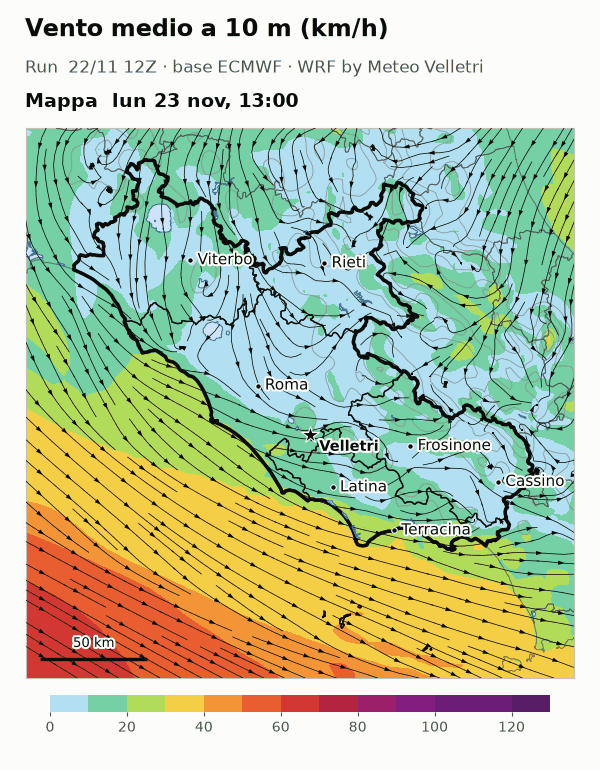 Vento medio a 10 m (km/h)
Run 22/11 12Z · base ECMWF · WRF by Meteo Velletri
Mappa lun 23 nov, 13:00
Viterbo
Rieti
Roma
Velletri
Frosinone
Cassino
Latina
Terracina
50 km
0 20 40 60 80 100 120